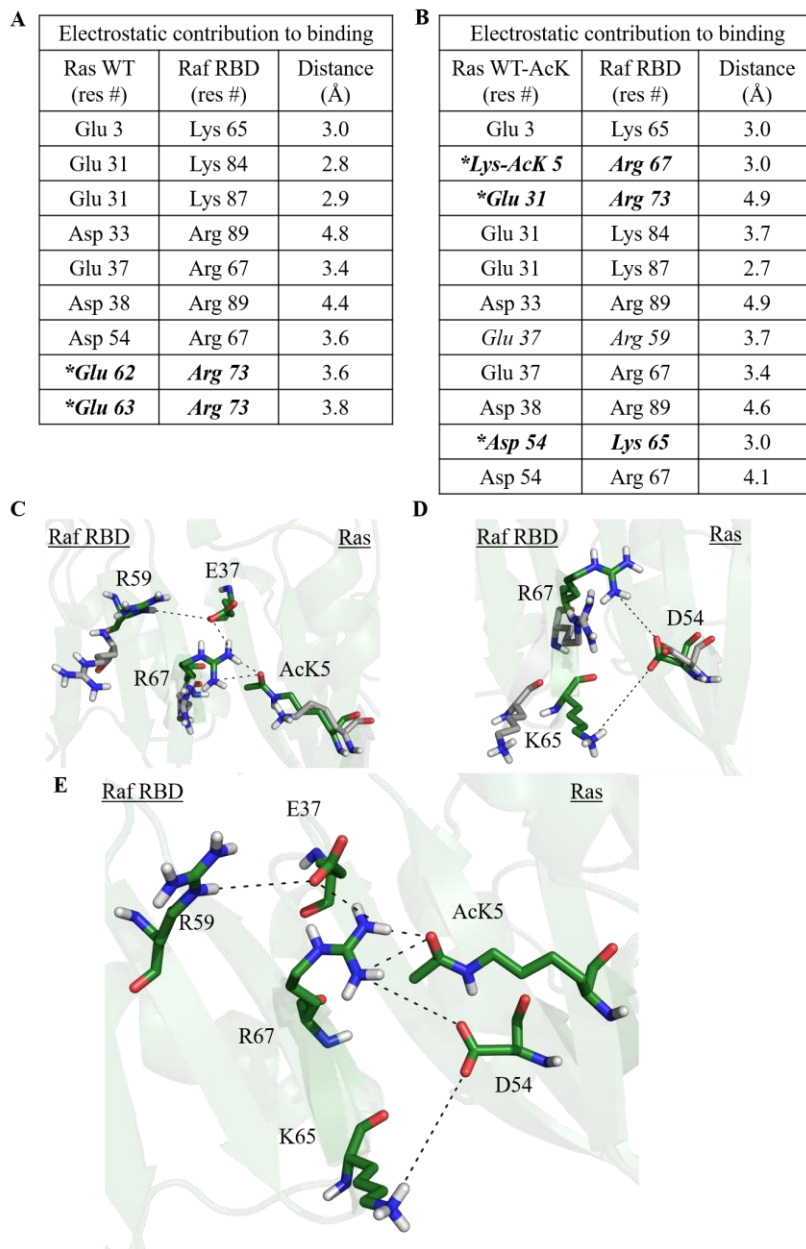 A
Electrostatic contribution to binding
Ras WT (res #) Raf RBD (res #) Distance (Å)
Glu 3 Lys 65 3.0
Glu 31 Lys 84 2.8
Glu 31 Lys 87 2.9
Asp 33 Arg 89 4.8
Glu 37 Arg 67 3.4
Asp 38 Arg 89 4.4
Asp 54 Arg 67 3.6
*Glu 62 Arg 73 3.6
*Glu 63 Arg 73 3.8
B
Electrostatic contribution to binding
Ras WT-AcK (res #) Raf RBD (res #) Distance (Å)
Glu 3 Lys 65 3.0
*Lys-AcK 5 Arg 67 3.0
*Glu 31 Arg 73 4.9
Glu 31 Lys 84 3.7
Glu 31 Lys 87 2.7
Asp 33 Arg 89 4.9
Glu 37 Arg 59 3.7
Glu 37 Arg 67 3.4
Asp 38 Arg 89 4.6
*Asp 54 Lys 65 3.0
Asp 54 Arg 67 4.1
C
Raf RBD Ras
R59 E37
R67 AcK5
D
Raf RBD Ras
R67
D54
K65
E
Raf RBD Ras
E37
R59
AcK5
R67
D54
K65